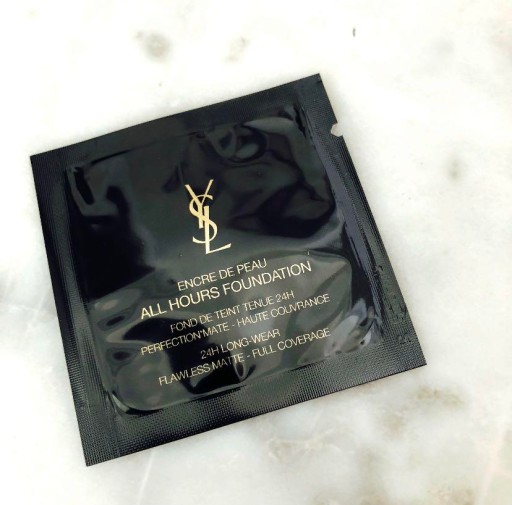 YSL
ENCRE DE PEAU
ALL HOURS FOUNDATION
FOND DE TEINT TENUE 24H
PERFECTION MATE - HAUTE COUVRANCE
24H LONG-WEAR
FLAWLESS MATTE - FULL COVERAGE